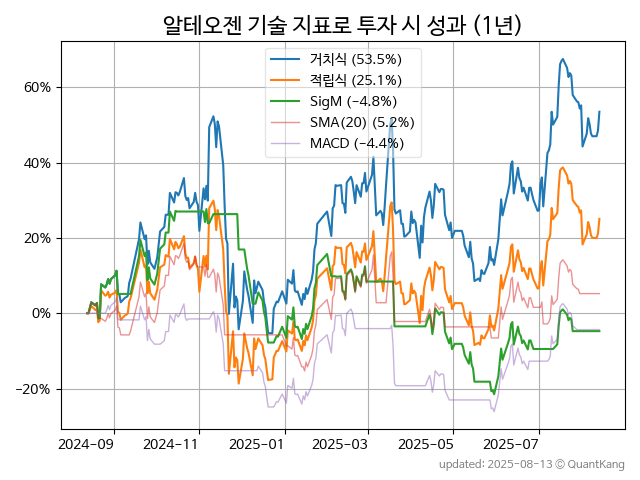 알테오젠 기술 지표로 투자 시 성과 (1년)
거치식 (53.5%)
적립식 (25.1%)
SigM (−4.8%)
SMA(20) (5.2%)
MACD (−4.4%)
60%
40%
20%
0%
−20%
2024-09
2024-11
2025-01
2025-03
2025-05
2025-07
updated: 2025-08-13 ⓒ QuantKang